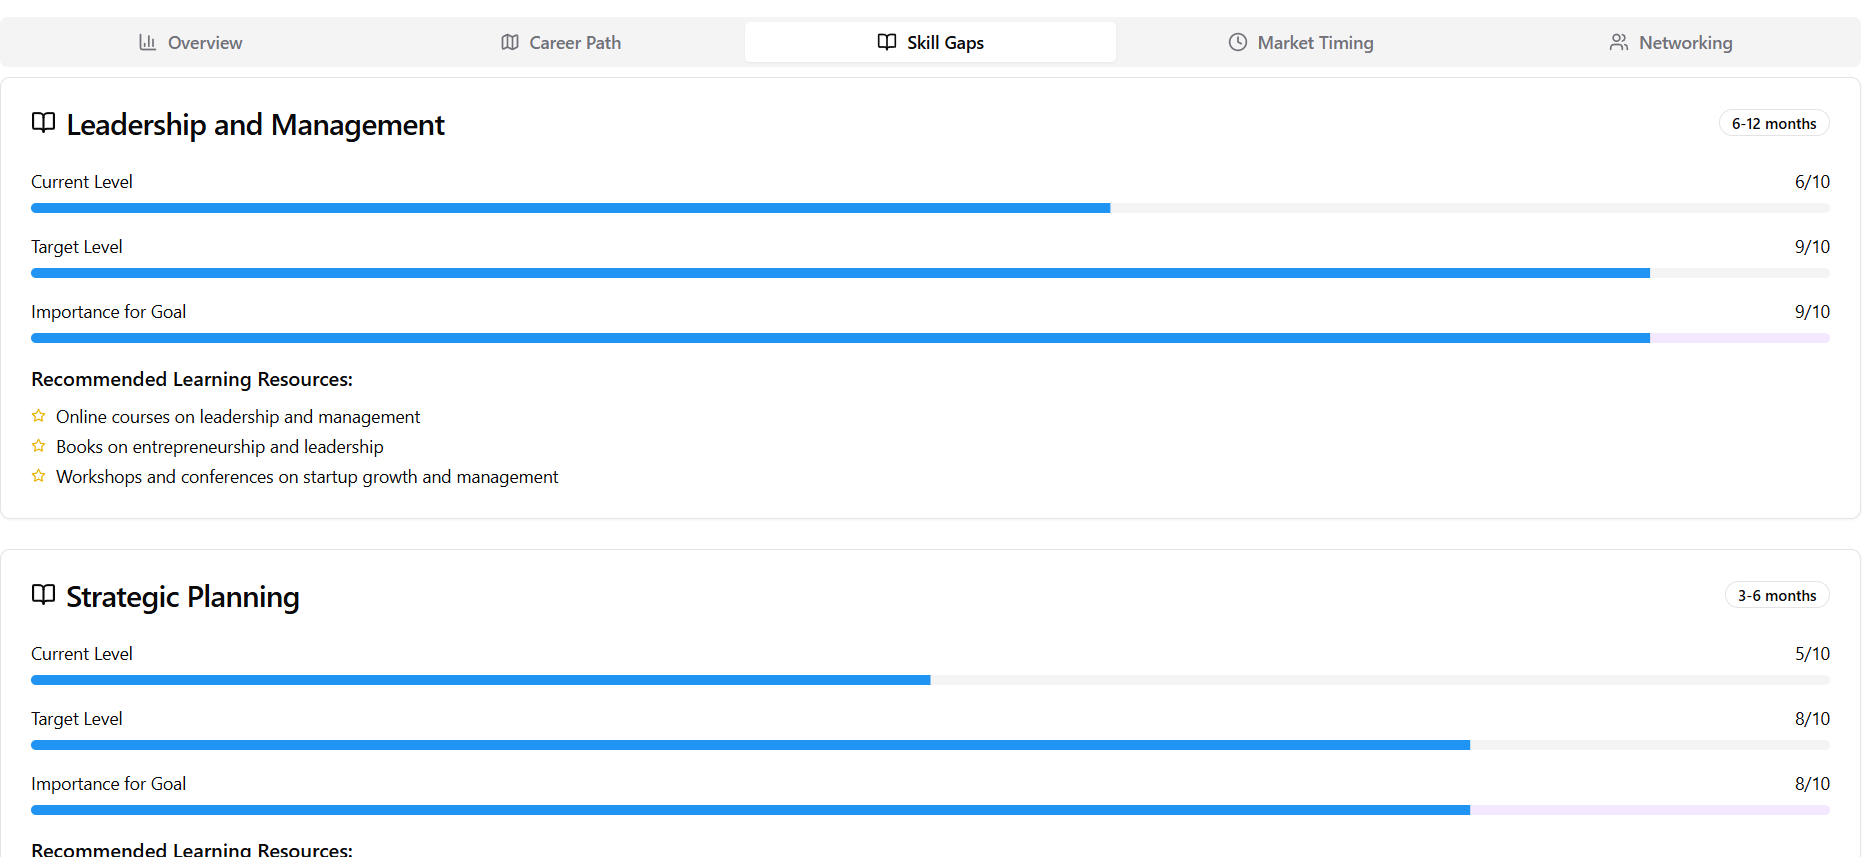 Overview Career Path Skill Gaps Market Timing Networking
Leadership and Management 6-12 months
Current Level 6/10
Target Level 9/10
Importance for Goal 9/10
Recommended Learning Resources:
Online courses on leadership and management
Books on entrepreneurship and leadership
Workshops and conferences on startup growth and management
Strategic Planning 3-6 months
Current Level 5/10
Target Level 8/10
Importance for Goal 8/10
Recommended Learning Resources: